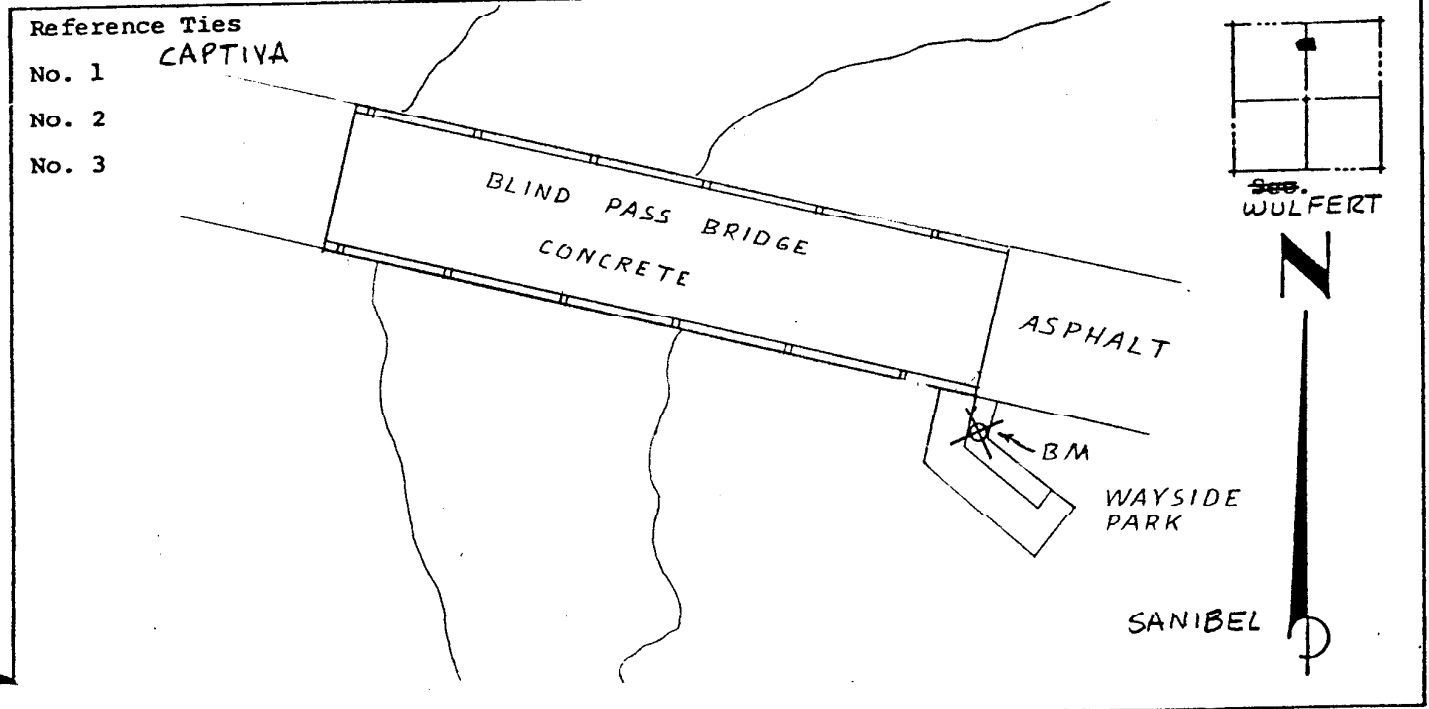 Reference Ties
CAPTIVA
No. 1
No. 2
No. 3
Sec.
WULFERT
N
BLIND PASS BRIDGE
CONCRETE
ASPHALT
BM
WAYSIDE
PARK
SANIBEL